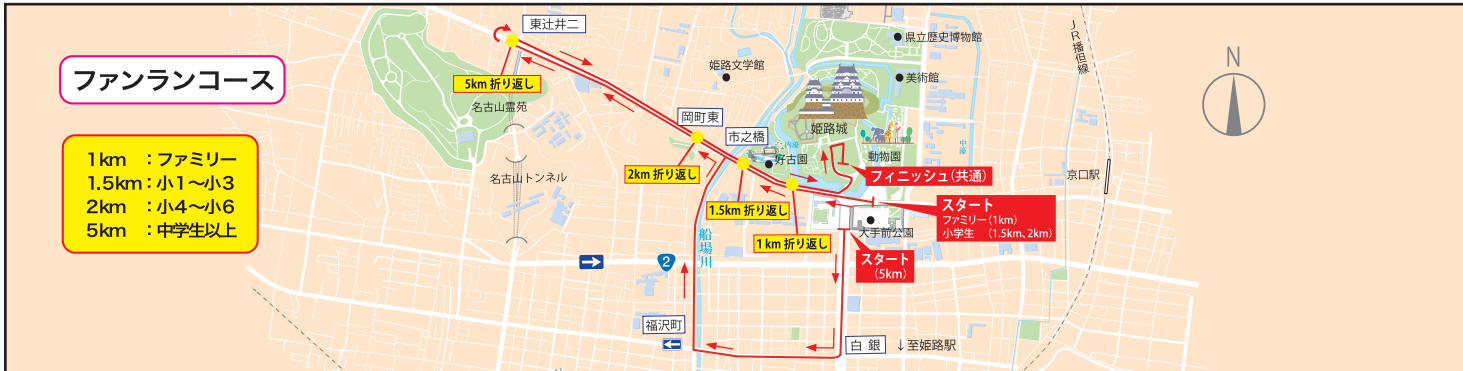 ファンランコース
1km ：ファミリー
1.5km：小1～小3
2km ：小4～小6
5km ：中学生以上
東辻井二
5km 折り返し
名古山霊苑
名古山トンネル
姫路文学館
岡町東
2km 折り返し
市之橋
1.5km 折り返し
好古園
内濠
1km 折り返し
姫路城
県立歴史博物館
美術館
動物園
中濠
フィニッシュ（共通）
スタート
ファミリー（1km）
小学生 （1.5km、2km）
大手前公園
スタート
（5km）
船場川
2
福沢町
白銀
↓至姫路駅
JR播但線
京口駅
N